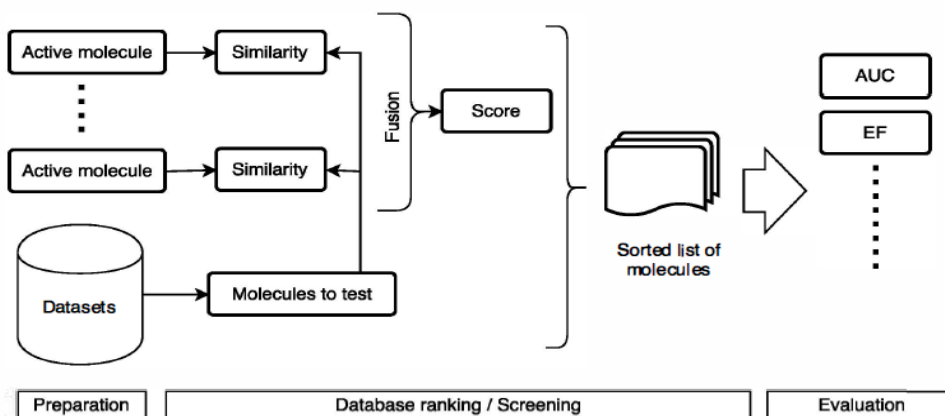 Active molecule
Similarity
Active molecule
Similarity
Fusion
Score
Datasets
Molecules to test
Sorted list of
molecules
AUC
EF
Preparation
Database ranking / Screening
Evaluation